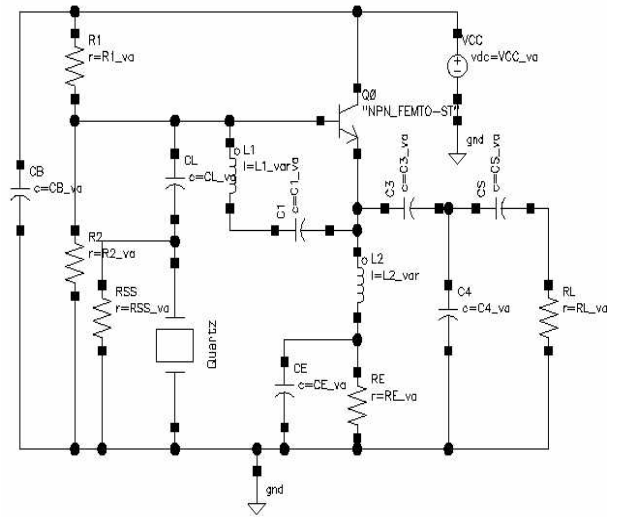 R1
r=R1_va
VCC
vdc=VCC_va
Q0
"NPN_FEMTO-ST"
gnd
CB
c=CB_va
CL
c=CL_va
L1
l=L1_var
C1
c=C1_va
C3
c=C3_va
CS
c=CS_va
R2
r=R2_va
RSS
r=RSS_va
Quartz
L2
l=L2_var
C4
c=C4_va
RL
r=RL_va
CE
c=CE_va
RE
r=RE_va
gnd